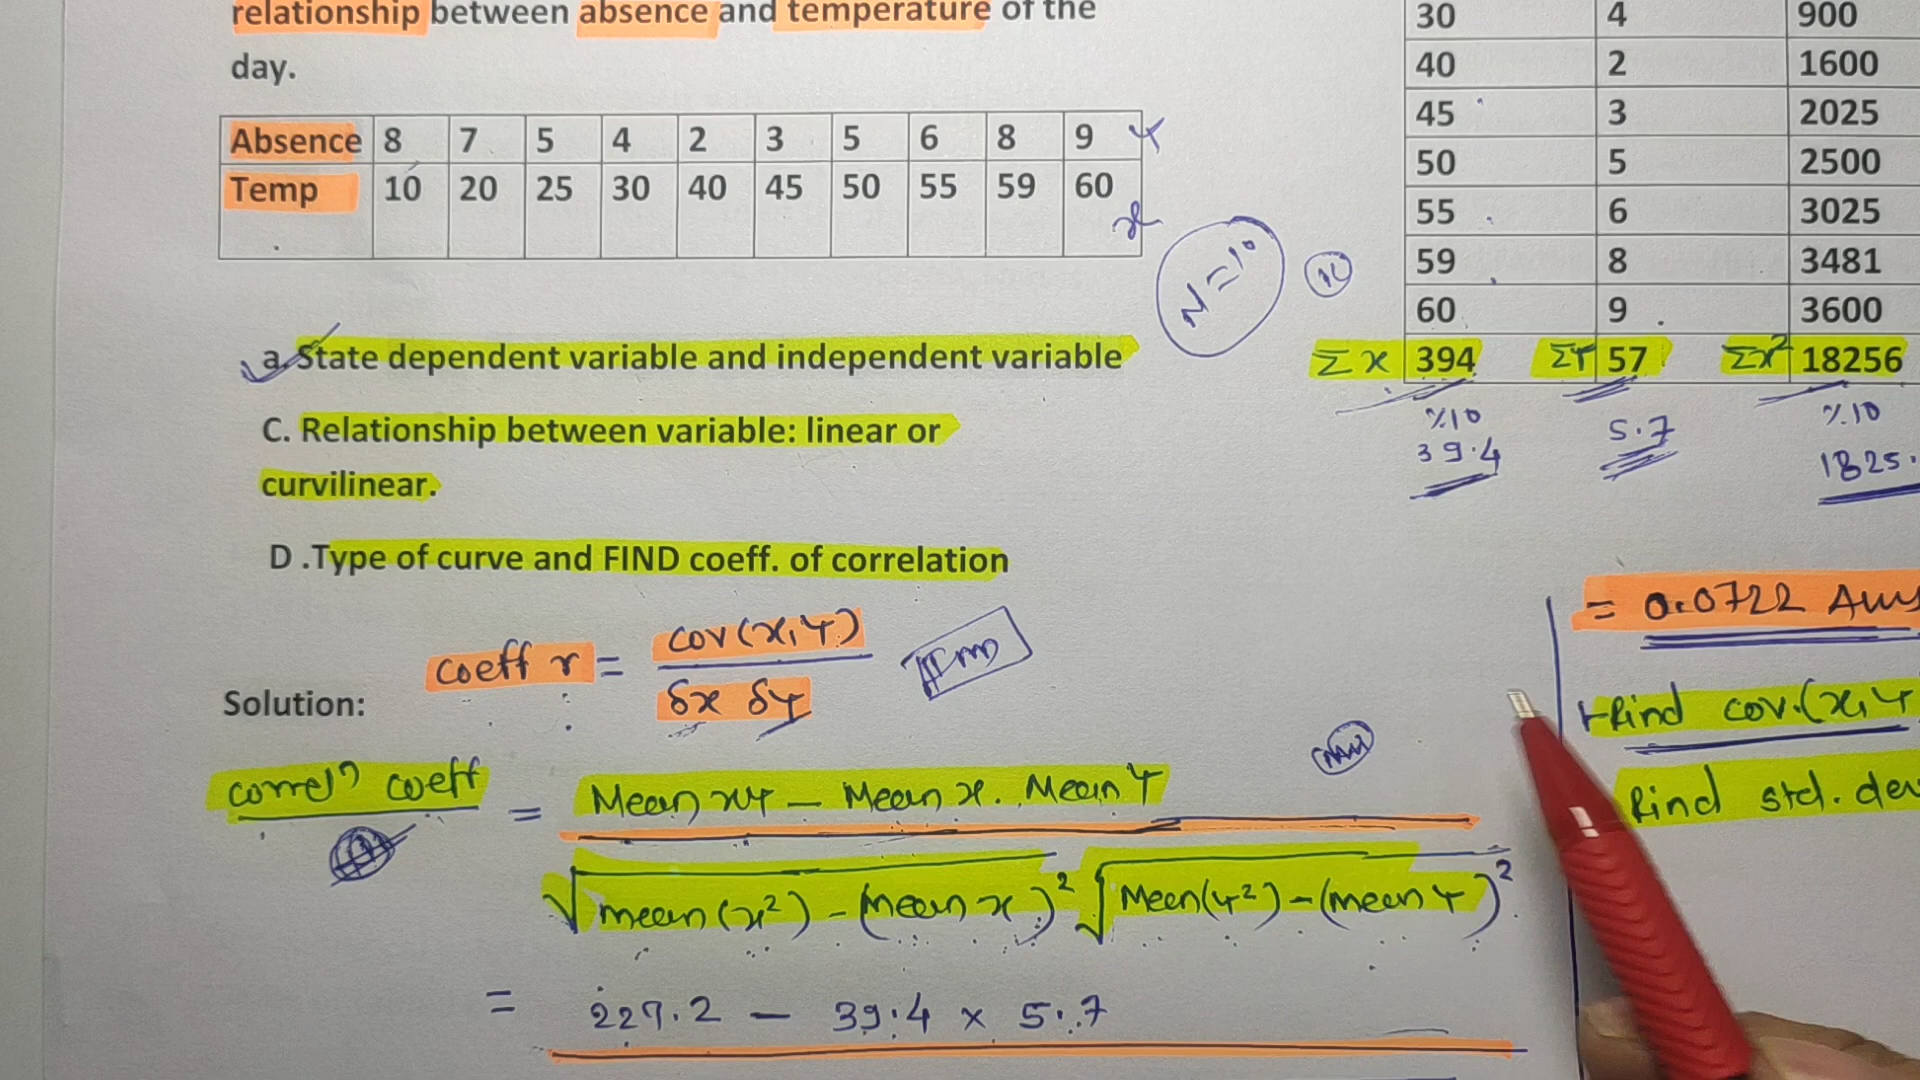 relationship between absence and temperature of the
day.
Absence 8 7 5 4 2 3 5 6 8 9 Y
Temp 10 20 25 30 40 45 50 55 59 60
x
N=10
a. State dependent variable and independent variable
C. Relationship between variable: linear or
curvilinear.
D .Type of curve and FIND coeff. of correlation
coeff r = cov(x,Y)
δx δY
Solution:
correlⁿ coeff = Mean xy – Mean x. Mean Y
√mean(x²) – (mean x)² √Mean(Y²) – (mean Y)²
= 227.2 – 39.4 x 5.7
30 4 900
40 2 1600
45 3 2025
50 5 2500
55 6 3025
59 8 3481
60 9 3600
Σx 394 ΣY 57 Σx² 18256
%10 %10
39.4 5.7 1825.
= 0.0722 Ans
Find cov.(x,Y
Find std. dev